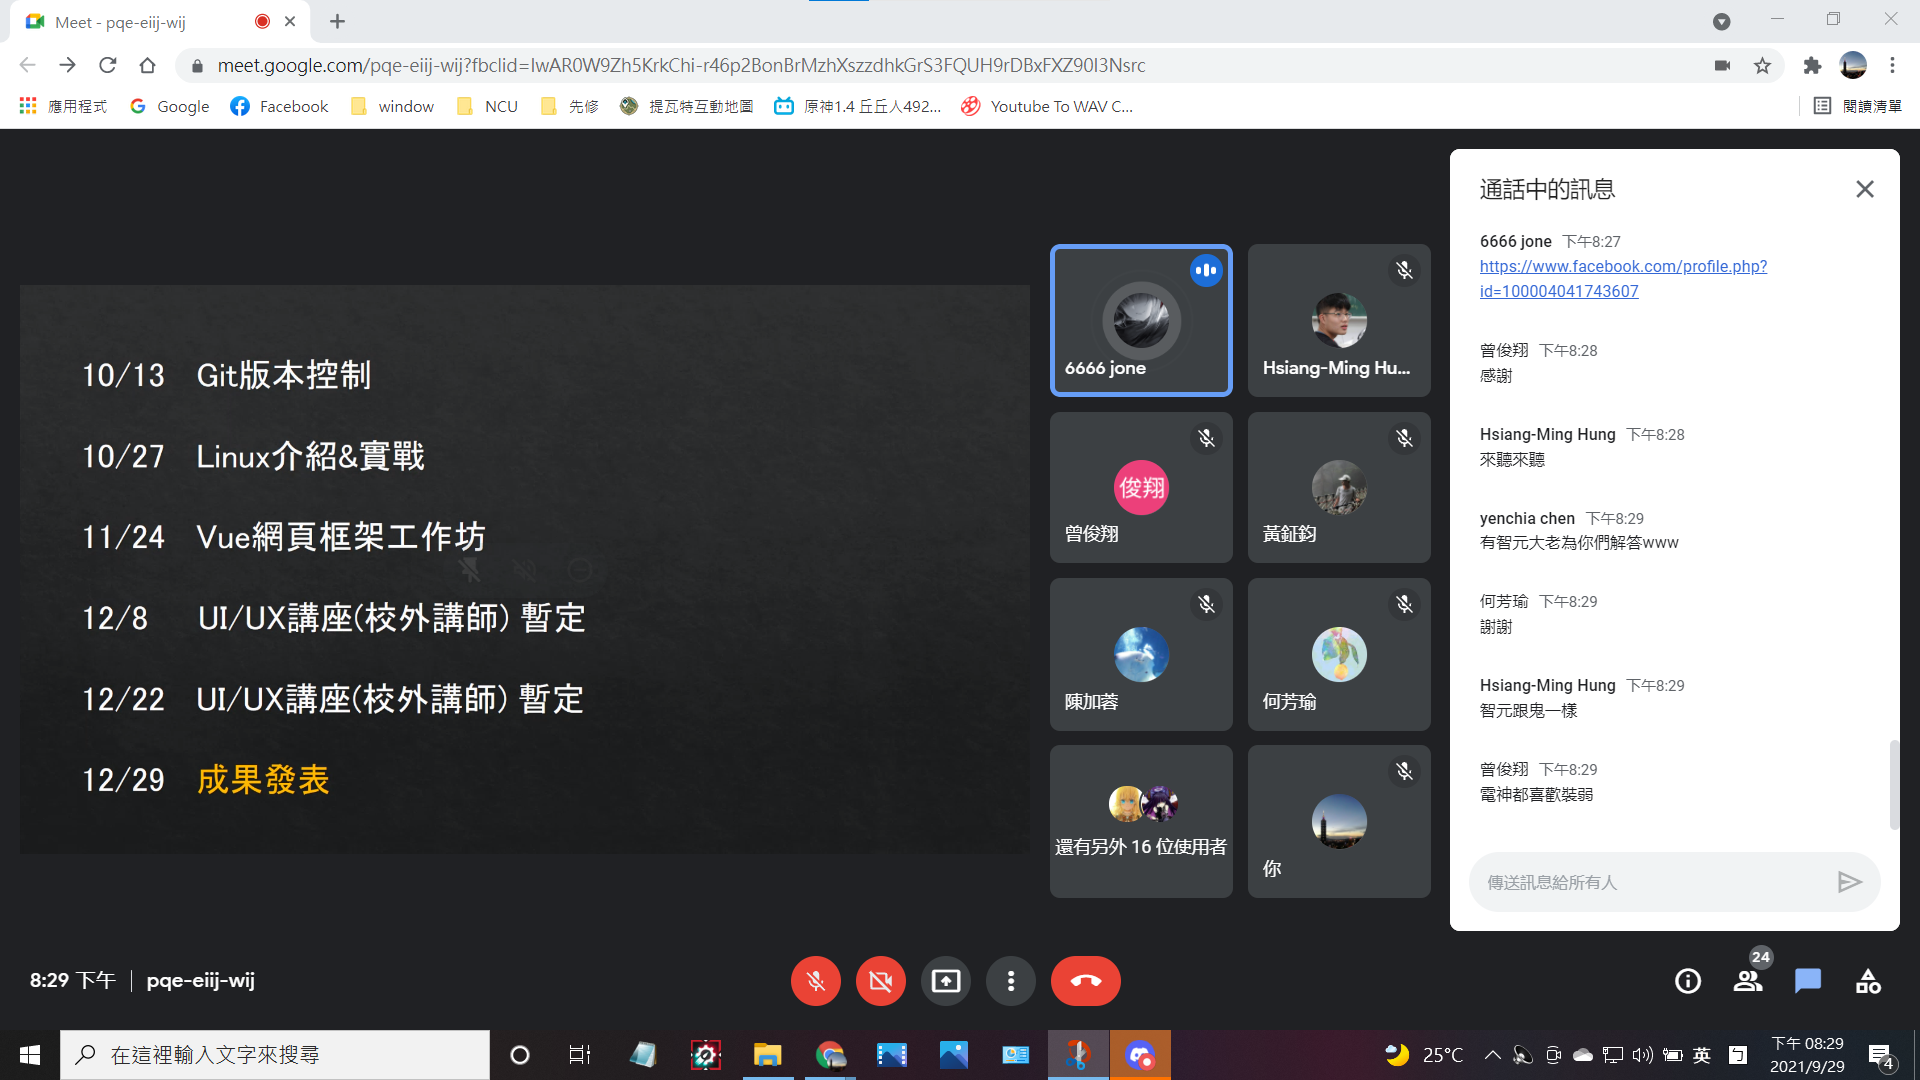 Meet - pqe-eiij-wij
meet.google.com/pqe-eiij-wij?fbclid=IwAR0W9Zh5KrkChi-r46p2BonBrMzhXszzdhkGrS3FQUH9rDBxFXZ90I3Nsrc
應用程式 Google Facebook window NCU 先修 提瓦特互動地圖 原神1.4 丘丘人492... Youtube To WAV C... 閱讀清單
10/13 Git版本控制
10/27 Linux介紹&實戰
11/24 Vue網頁框架工作坊
12/8 UI/UX講座(校外講師) 暫定
12/22 UI/UX講座(校外講師) 暫定
12/29 成果發表
6666 jone
Hsiang-Ming Hu...
俊翔
曾俊翔
黃鉦鈞
陳加蓉
何芳瑜
還有另外 16 位使用者
你
通話中的訊息
6666 jone 下午8:27
https://www.facebook.com/profile.php?
id=100004041743607
曾俊翔 下午8:28
感謝
Hsiang-Ming Hung 下午8:28
來聽來聽
yenchia chen 下午8:29
有智元大老為你們解答www
何芳瑜 下午8:29
謝謝
Hsiang-Ming Hung 下午8:29
智元跟鬼一樣
曾俊翔 下午8:29
電神都喜歡裝弱
傳送訊息給所有人
8:29 下午 | pqe-eiij-wij
24
在這裡輸入文字來搜尋
25°C
英
下午 08:29
2021/9/29
4